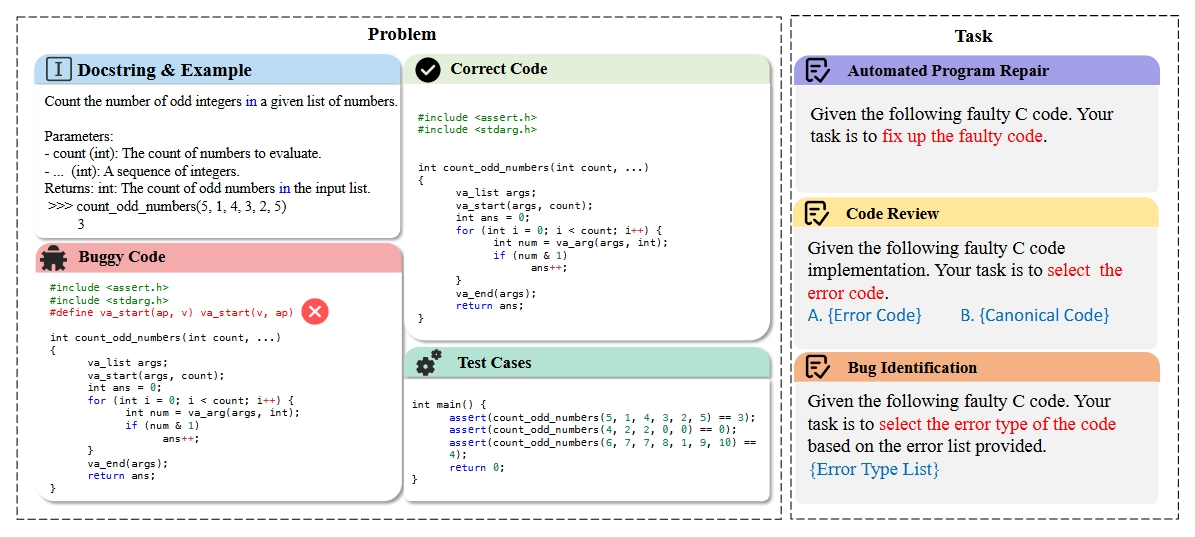 Problem
Docstring & Example
Count the number of odd integers in a given list of numbers.
Parameters:
- count (int): The count of numbers to evaluate.
- ... (int): A sequence of integers.
Returns: int: The count of odd numbers in the input list.
>>> count_odd_numbers(5, 1, 4, 3, 2, 5)
3
Buggy Code
#include <assert.h>
#include <stdarg.h>
#define va_start(ap, v) va_start(v, ap)
int count_odd_numbers(int count, ...)
{
va_list args;
va_start(args, count);
int ans = 0;
for (int i = 0; i < count; i++) {
int num = va_arg(args, int);
if (num & 1)
ans++;
}
va_end(args);
return ans;
}
Correct Code
#include <assert.h>
#include <stdarg.h>
int count_odd_numbers(int count, ...)
{
va_list args;
va_start(args, count);
int ans = 0;
for (int i = 0; i < count; i++) {
int num = va_arg(args, int);
if (num & 1)
ans++;
}
va_end(args);
return ans;
}
Test Cases
int main() {
assert(count_odd_numbers(5, 1, 4, 3, 2, 5) == 3);
assert(count_odd_numbers(4, 2, 2, 0, 0) == 0);
assert(count_odd_numbers(6, 7, 7, 8, 1, 9, 10) ==
4);
return 0;
}
Task
Automated Program Repair
Given the following faulty C code. Your
task is to fix up the faulty code.
Code Review
Given the following faulty C code
implementation. Your task is to select the
error code.
A. {Error Code} B. {Canonical Code}
Bug Identification
Given the following faulty C code. Your
task is to select the error type of the code
based on the error list provided.
{Error Type List}